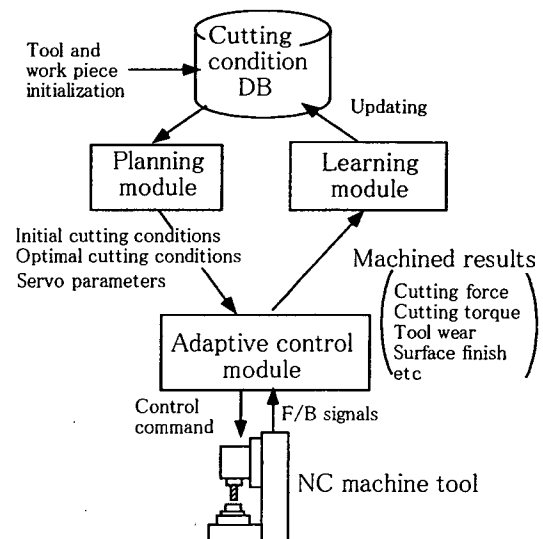 Cutting
condition
DB
Tool and
work piece
initialization
Updating
Planning
module
Learning
module
Initial cutting conditions
Optimal cutting conditions
Servo parameters
Machined results
Cutting force
Cutting torque
Tool wear
Surface finish
etc
Adaptive control
module
Control
command
F/B signals
NC machine tool